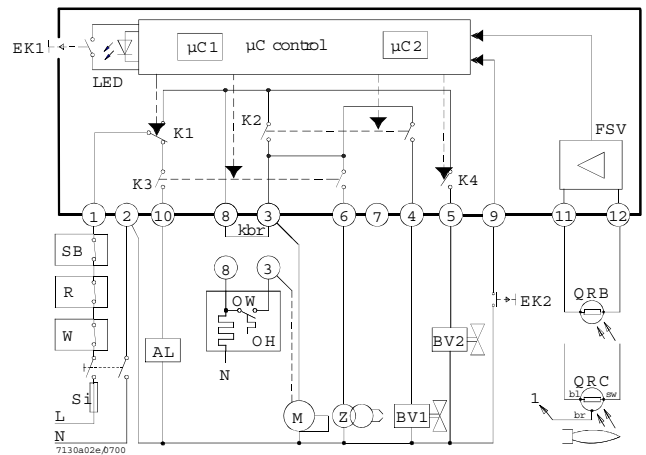 EK1
LED
µC1
µC control
µC2
FSV
K1
K2
K3
K4
1
2
10
8
3
6
7
4
5
9
11
12
kbr
SB
R
W
Si
L
N
7130a02e/0700
AL
8
3
OW
OH
N
M
Z
BV1
BV2
EK2
QRB
QRC
bl
sw
br
1